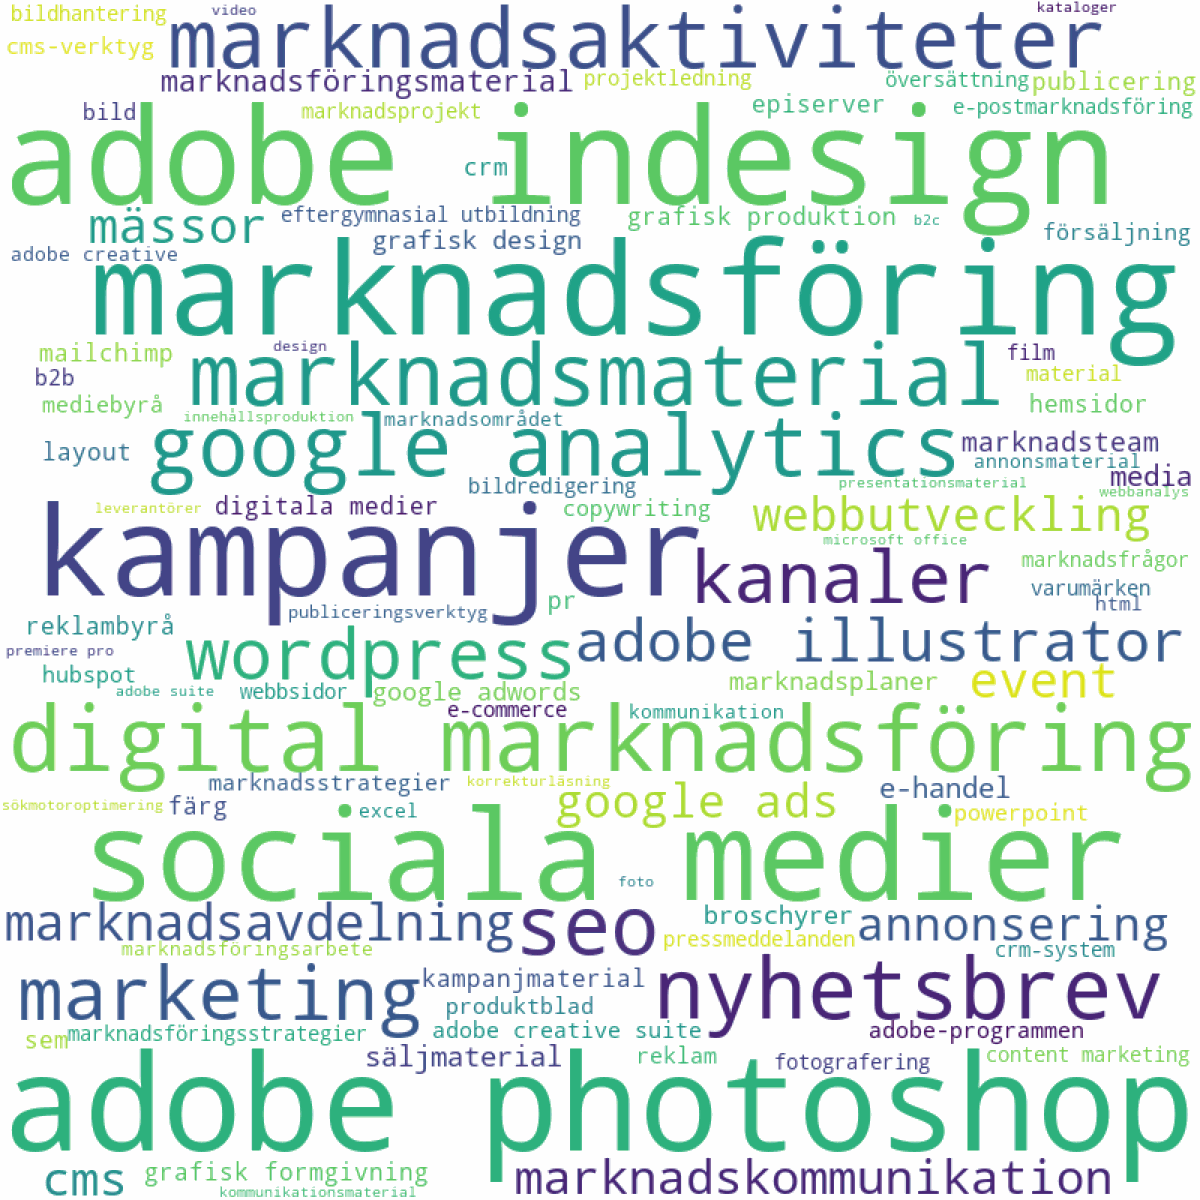 bildhantering
video
kataloger
marknadsaktiviteter
cms-verktyg
marknadsföringsmaterial
projektledning
översättning
publicering
bild
marknadsprojekt
episerver
e-postmarknadsföring
adobe indesign
crm
mässor
eftergymnasial utbildning
grafisk produktion
b2c
försäljning
adobe creative
grafisk design
marknadsföring
mailchimp
design
film
b2b
marknadsmaterial
material
mediebyrå
innehållsproduktion
marknadsområdet
hemsidor
layout
google analytics
marknadsteam
annonsmaterial
media
bildredigering
presentationsmaterial
webbanalys
leverantörer
digitala medier
copywriting
webbutveckling
kampanjer
microsoft office
marknadsfrågor
kanaler
varumärken
html
publiceringsverktyg
pr
reklambyrå
wordpress
adobe illustrator
premiere pro
hubspot
adobe suite
webbsidor
google adwords
marknadsplaner
event
e-commerce
kommunikation
digital marknadsföring
marknadsstrategier
korrekturläsning
e-handel
sökmotoroptimering
färg
excel
google ads
powerpoint
sociala medier
foto
marknadsavdelning
seo
broschyrer
annonsering
marknadsföringsarbete
pressmeddelanden
crm-system
marketing
kampanjmaterial
nyhetsbrev
produktblad
sem
marknadsföringsstrategier
adobe creative suite
adobe-programmen
säljmaterial
reklam
fotografering
content marketing
adobe photoshop
cms
grafisk formgivning
marknadskommunikation
kommunikationsmaterial